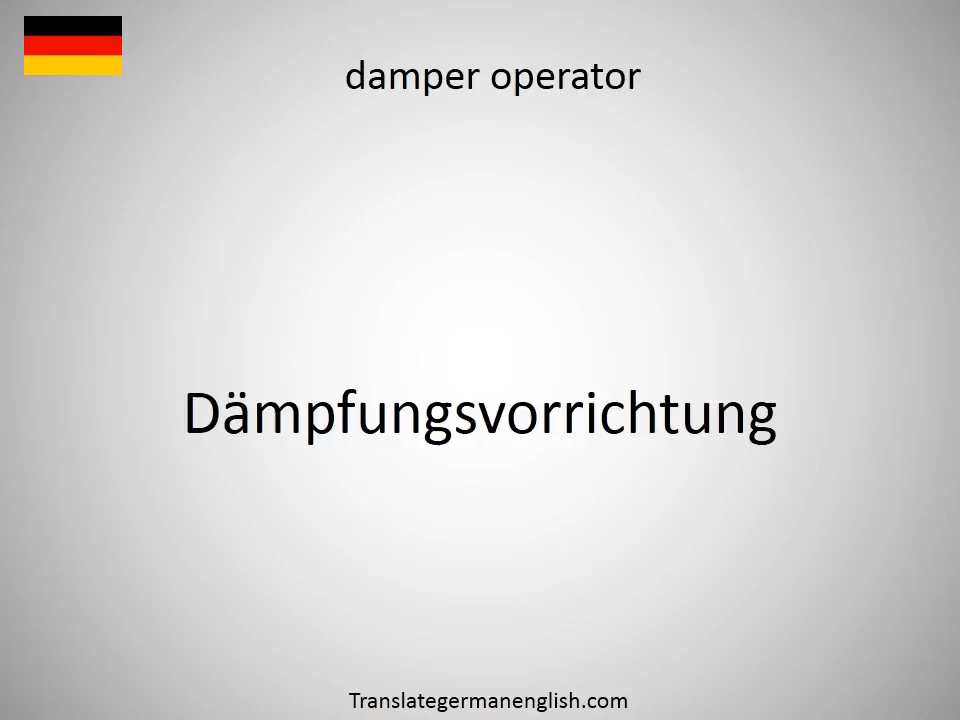 damper operator
Dämpfungsvorrichtung
Translategermanenglish.com